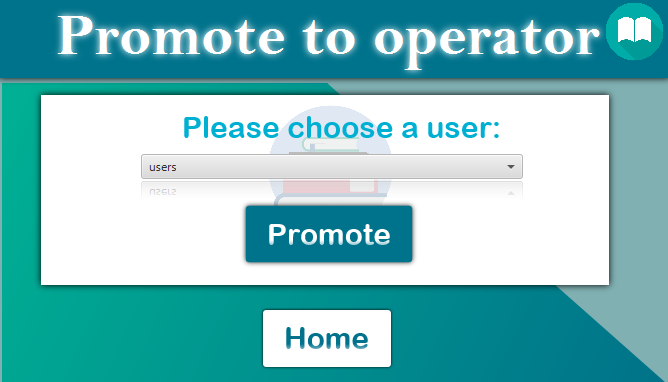 Promote to operator
Please choose a user:
users
Promote
Home